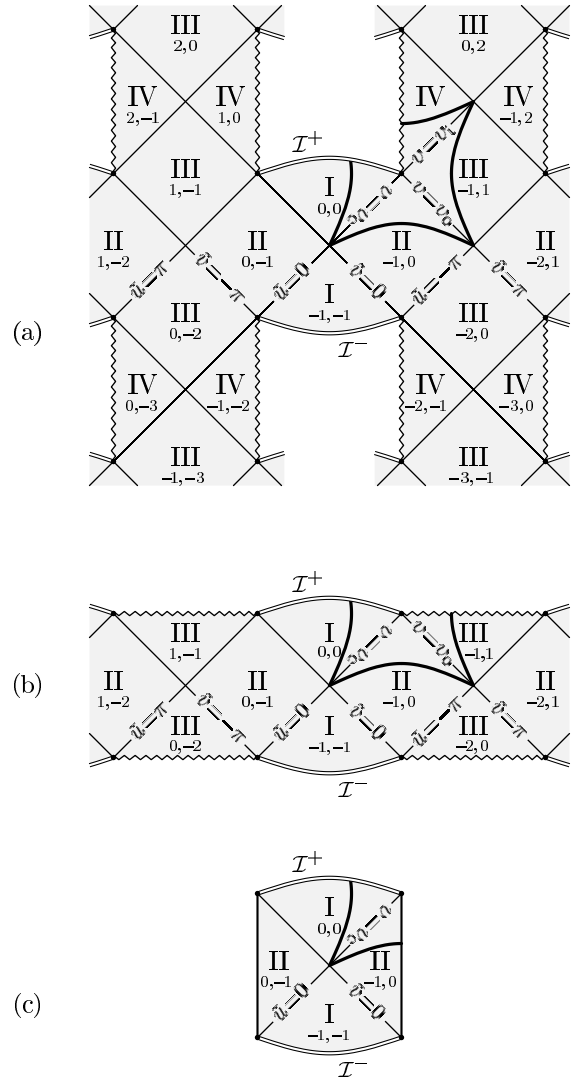 III III
2,0 0,2
IV IV IV IV
2,−1 1,0 −1,2
ℐ⁺
III I III
1,−1 0,0 −1,1
II II II II
1,−2 0,−1 −1,0 −2,1
ũ=π ṽ=π ũ=0 ṽ=0 ũ=π ṽ=π
III I III
0,−2 −1,−1 −2,0
(a)
ℐ⁻
IV IV IV IV
0,−3 −1,−2 −2,−1 −3,0
III III
−1,−3 −3,−1
ℐ⁺
III I III
1,−1 0,0 −1,1
(b)
II II II II
1,−2 0,−1 −1,0 −2,1
ũ=π ṽ=π ũ=0 ṽ=0 ũ=π ṽ=π
III I III
0,−2 −1,−1 −2,0
ℐ⁻
ℐ⁺
I
0,0
II II
0,−1 −1,0
(c)
ũ=0 ṽ=0
I
−1,−1
ℐ⁻